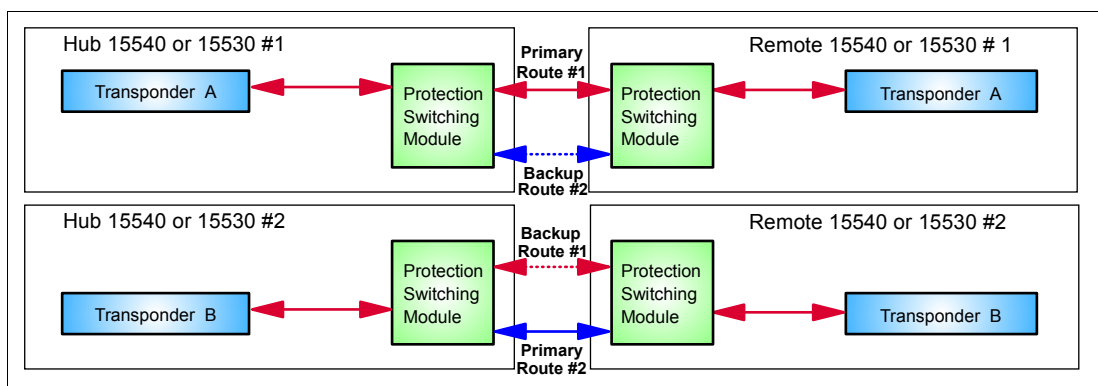 Hub 15540 or 15530 #1
Primary
Route #1
Remote 15540 or 15530 # 1
Transponder A
Protection
Switching
Module
Protection
Switching
Module
Transponder A
Backup
Route #2
Hub 15540 or 15530 #2
Backup
Route #1
Remote 15540 or 15530 #2
Transponder B
Protection
Switching
Module
Protection
Switching
Module
Transponder B
Primary
Route #2